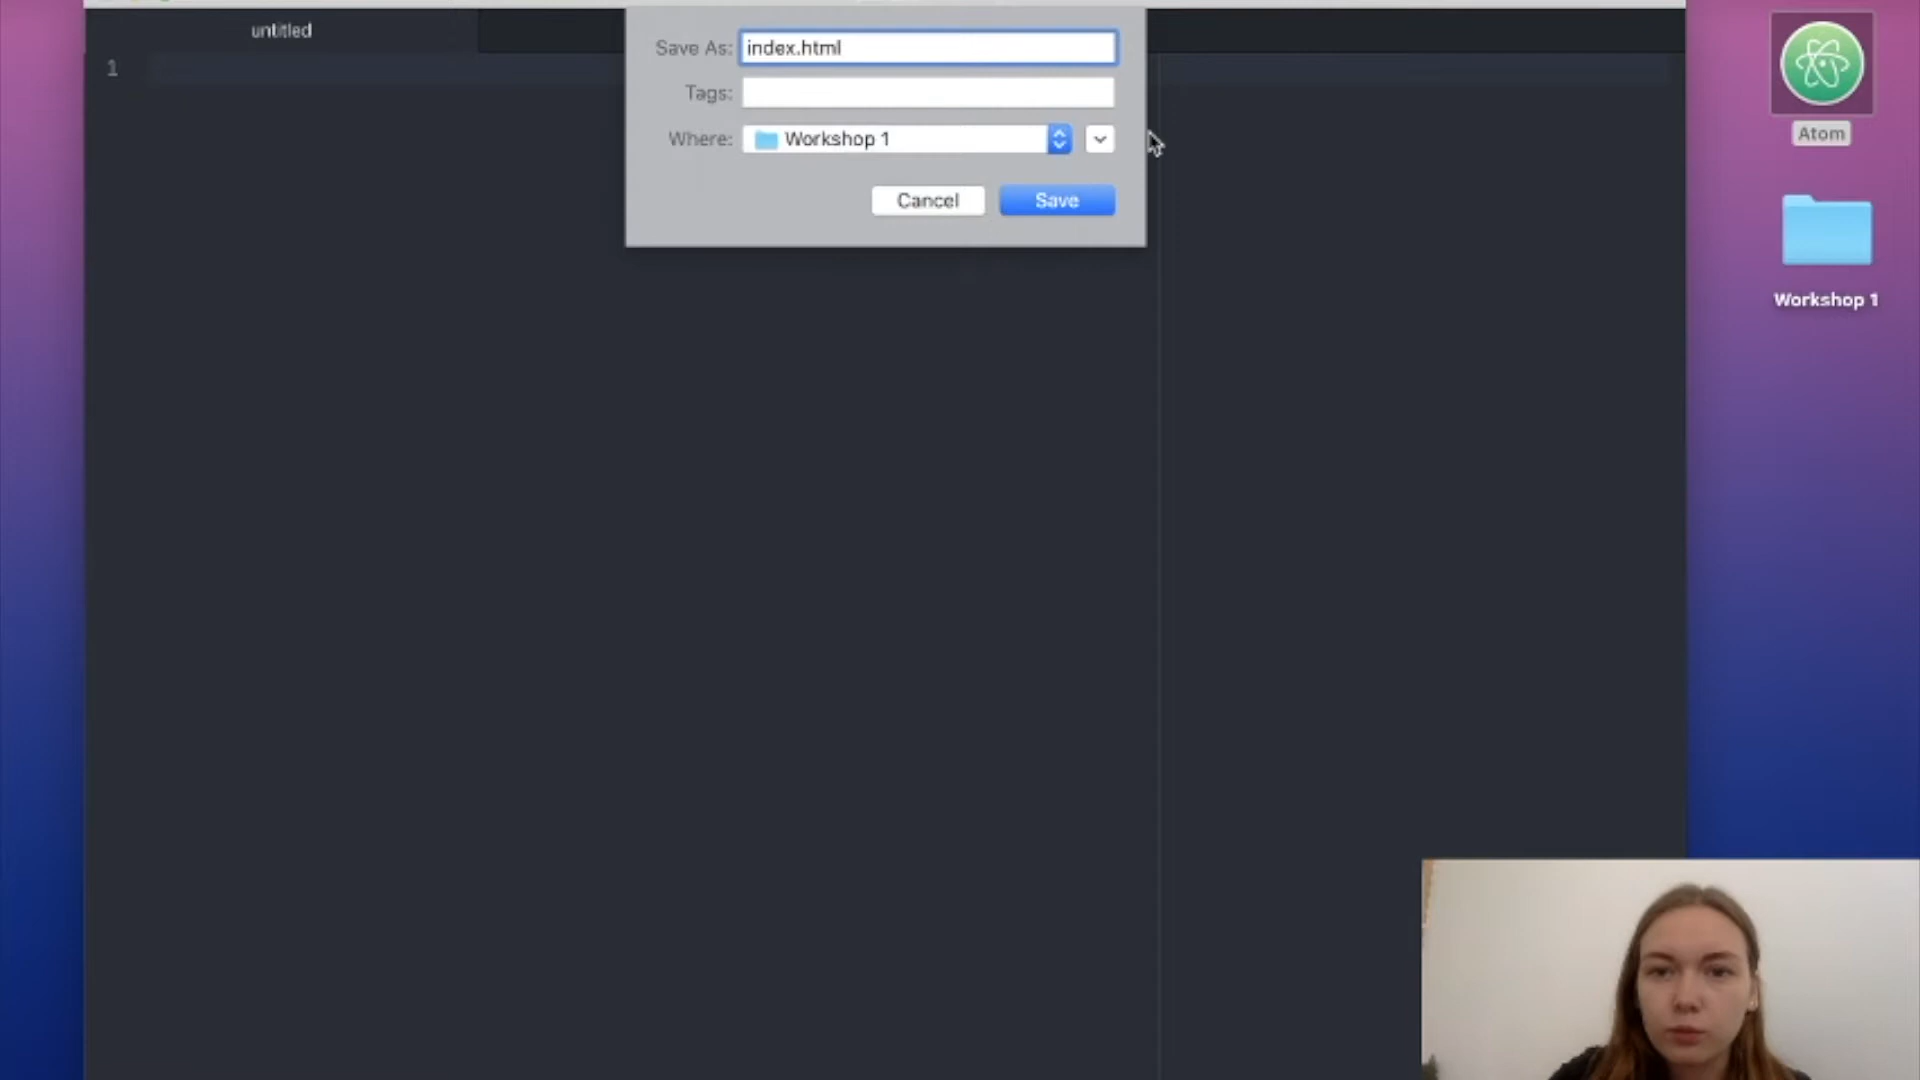 untitled
1
Save As: index.html
Tags:
Where: Workshop 1
Cancel Save
Atom
Workshop 1